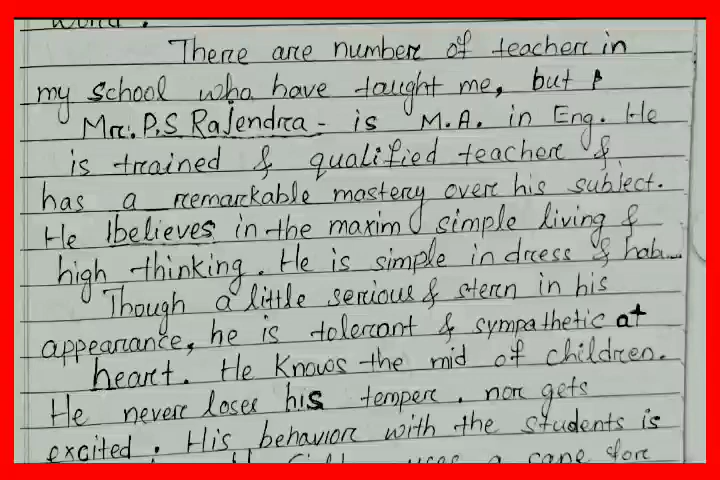 world.
There are number of teacher in
my school who have taught me, but
Mr. P.S Rajendra - is M.A. in Eng. He
is trained & qualified teacher &
has a remarkable mastery over his subject.
He believes in the maxim simple living &
high thinking. He is simple in dress &
Though a little serious & stern in his
appearance, he is tolerant & sympathetic at
heart. He knows the mid of children.
He never loses his temper. nor gets
excited. His behavior with the students is
a cane for